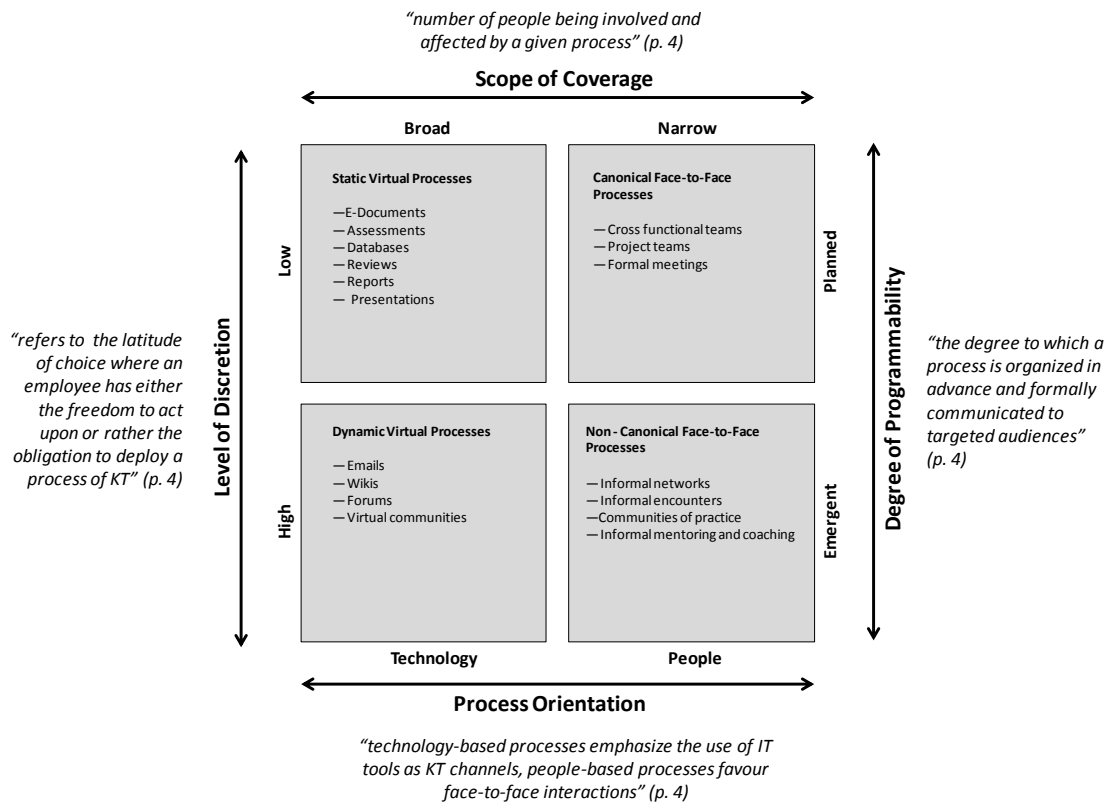 “number of people being involved and
affected by a given process” (p. 4)
Scope of Coverage
Broad
Narrow
Static Virtual Processes
—E-Documents
— Assessments
— Databases
— Reviews
— Reports
— Presentations
Canonical Face-to-Face
Processes
— Cross functional teams
— Project teams
— Formal meetings
Low
Planned
“refers to the latitude
of choice where an
employee has either
the freedom to act
upon or rather the
obligation to deploy a
process of KT” (p. 4)
Level of Discretion
Degree of Programmability
“the degree to which a
process is organized in
advance and formally
communicated to
targeted audiences”
(p. 4)
Dynamic Virtual Processes
— Emails
— Wikis
— Forums
— Virtual communities
Non - Canonical Face-to-Face
Processes
— Informal networks
— Informal encounters
—Communities of practice
— Informal mentoring and coaching
High
Emergent
Technology
People
Process Orientation
“technology-based processes emphasize the use of IT
tools as KT channels, people-based processes favour
face-to-face interactions” (p. 4)